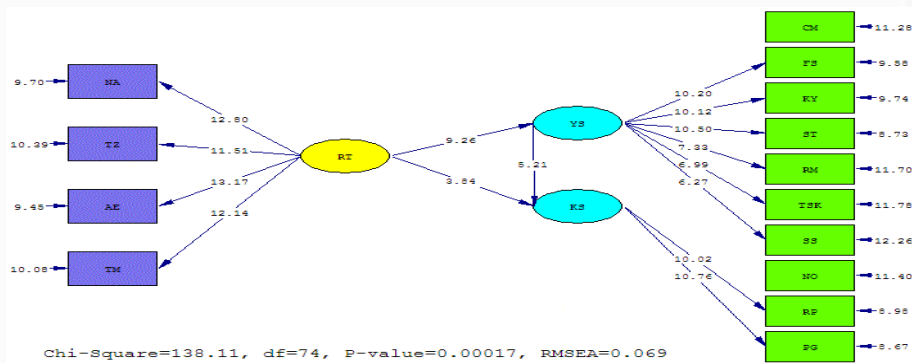 CM
11.28
FS
9.58
9.70
NA
10.20
KY
9.74
10.12
YS
10.50
ST
8.73
12.80
9.26
7.33
10.39
TZ
11.51
RT
5.21
6.99
RM
11.70
13.17
3.84
6.27
9.45
AE
12.14
KS
TSK
11.78
SS
12.26
10.02
10.08
TM
10.76
NO
11.40
RP
8.98
PG
8.67
Chi-Square=138.11, df=74, P-value=0.00017, RMSEA=0.069